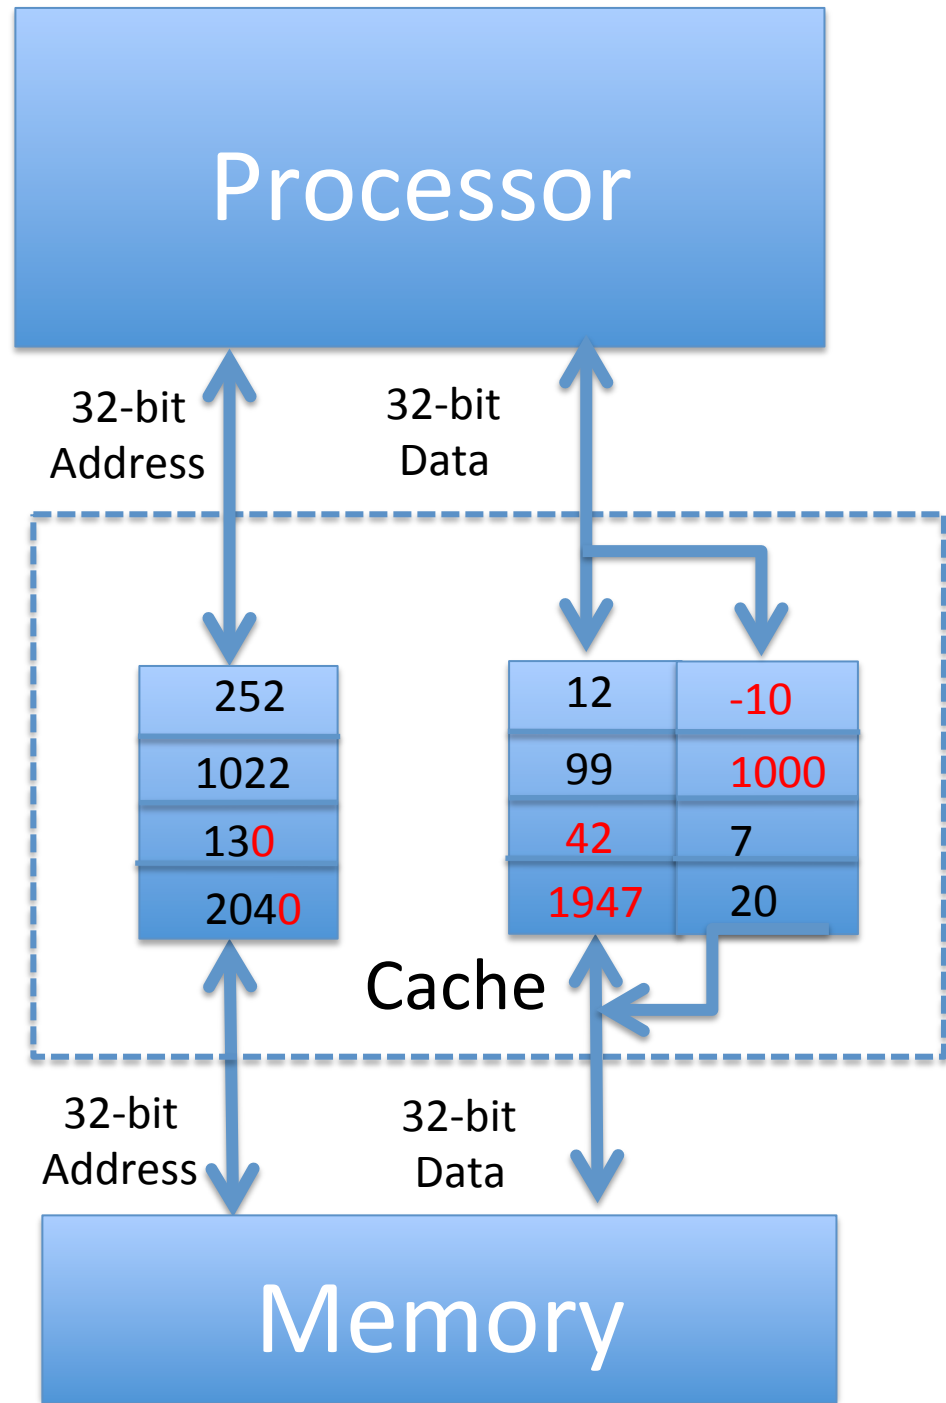 Processor
32-bit
Address
32-bit
Data
252
12
-10
1022
99
1000
130
42
7
2040
1947
20
Cache
32-bit
Address
32-bit
Data
Memory